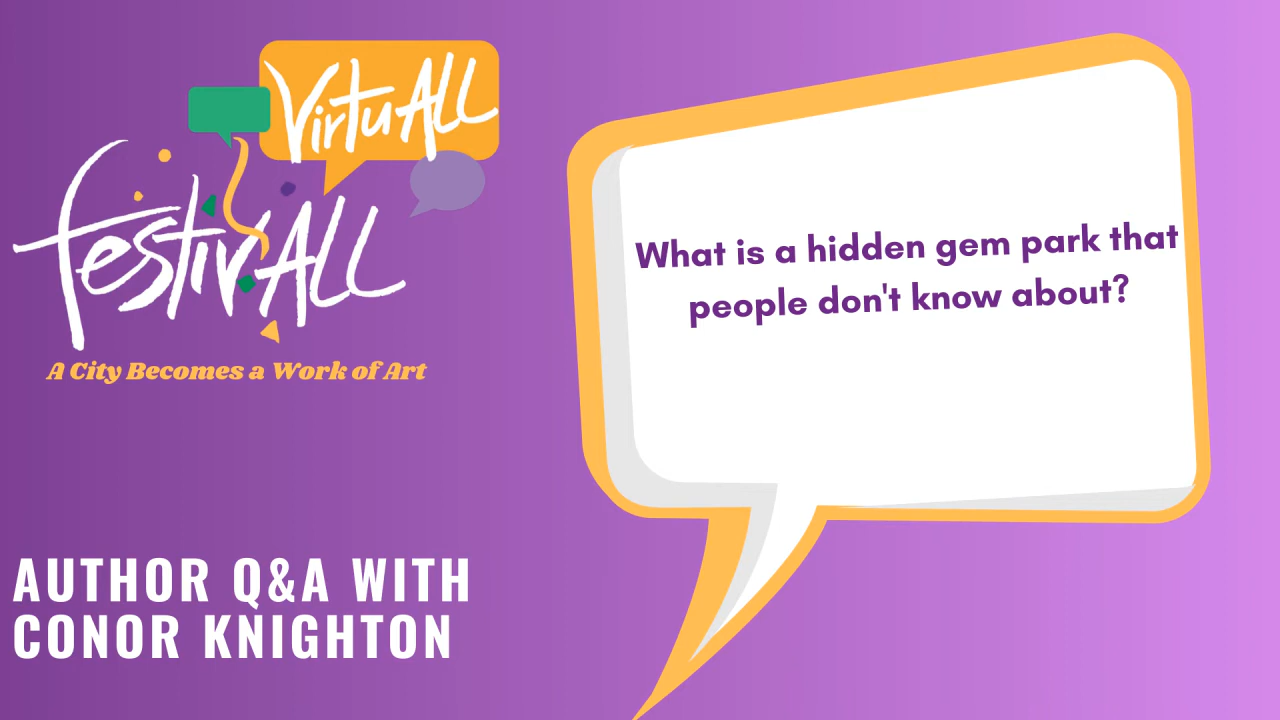 VirtuALL
festivALL
A City Becomes a Work of Art
What is a hidden gem park that
people don't know about?
AUTHOR Q&A WITH
CONOR KNIGHTON